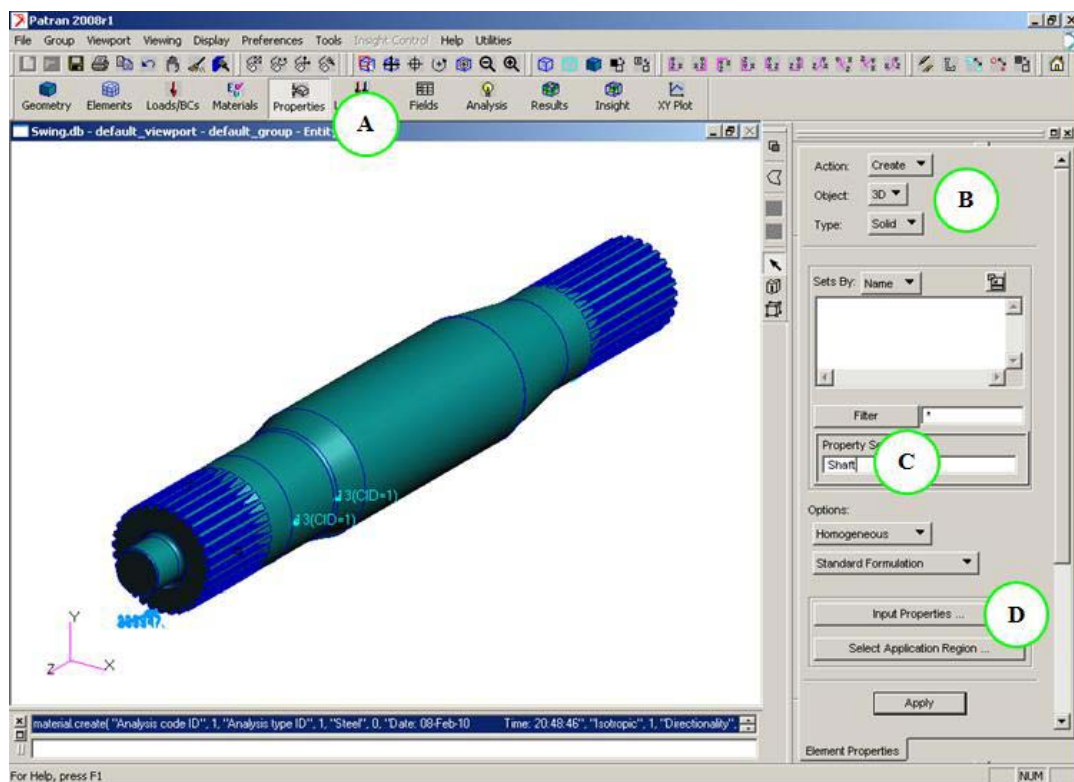 Patran 2008r1
File Group Viewport Viewing Display Preferences Tools Insight Control Help Utilities
Geometry Elements Loads/BCs Materials Properties Fields Analysis Results Insight XY Plot
A
Swing.db - default_viewport - default_group - Entity
Action: Create
Object: 3D
Type: Solid
B
Sets By: Name
Filter *
Property S
Shaft
C
Options:
Homogeneous
Standard Formulation
Input Properties ...
D
Select Application Region ...
Apply
Element Properties
13(CID=1)
13(CID=1)
Y
Z X
material.create( "Analysis code ID", 1, "Analysis type ID", 1, "Steel", 0, "Date: 08-Feb-10 Time: 20:48:46", "Isotropic", 1, "Directionality",
For Help, press F1
NUM